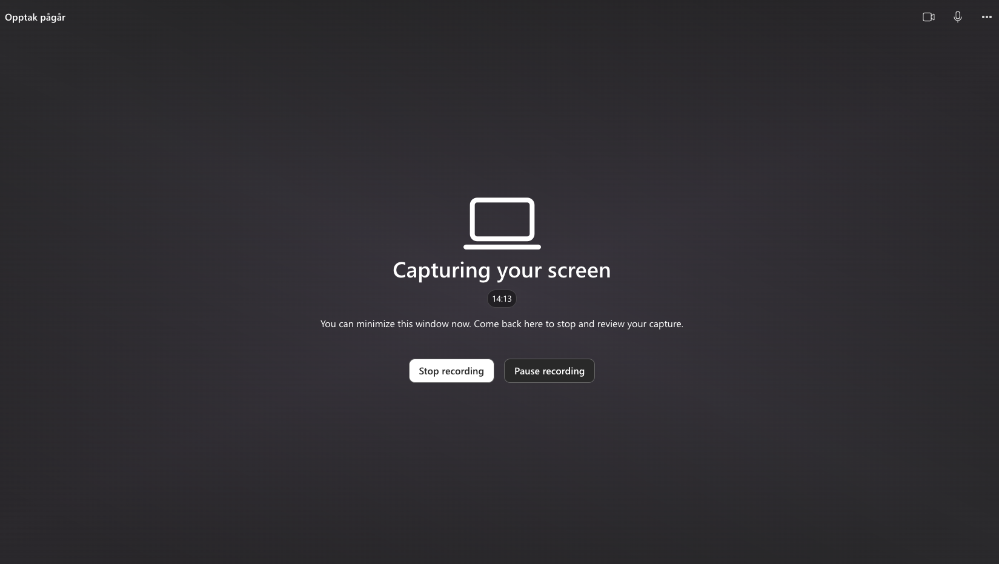 Opptak pågår
Capturing your screen
14:13
You can minimize this window now. Come back here to stop and review your capture.
Stop recording
Pause recording